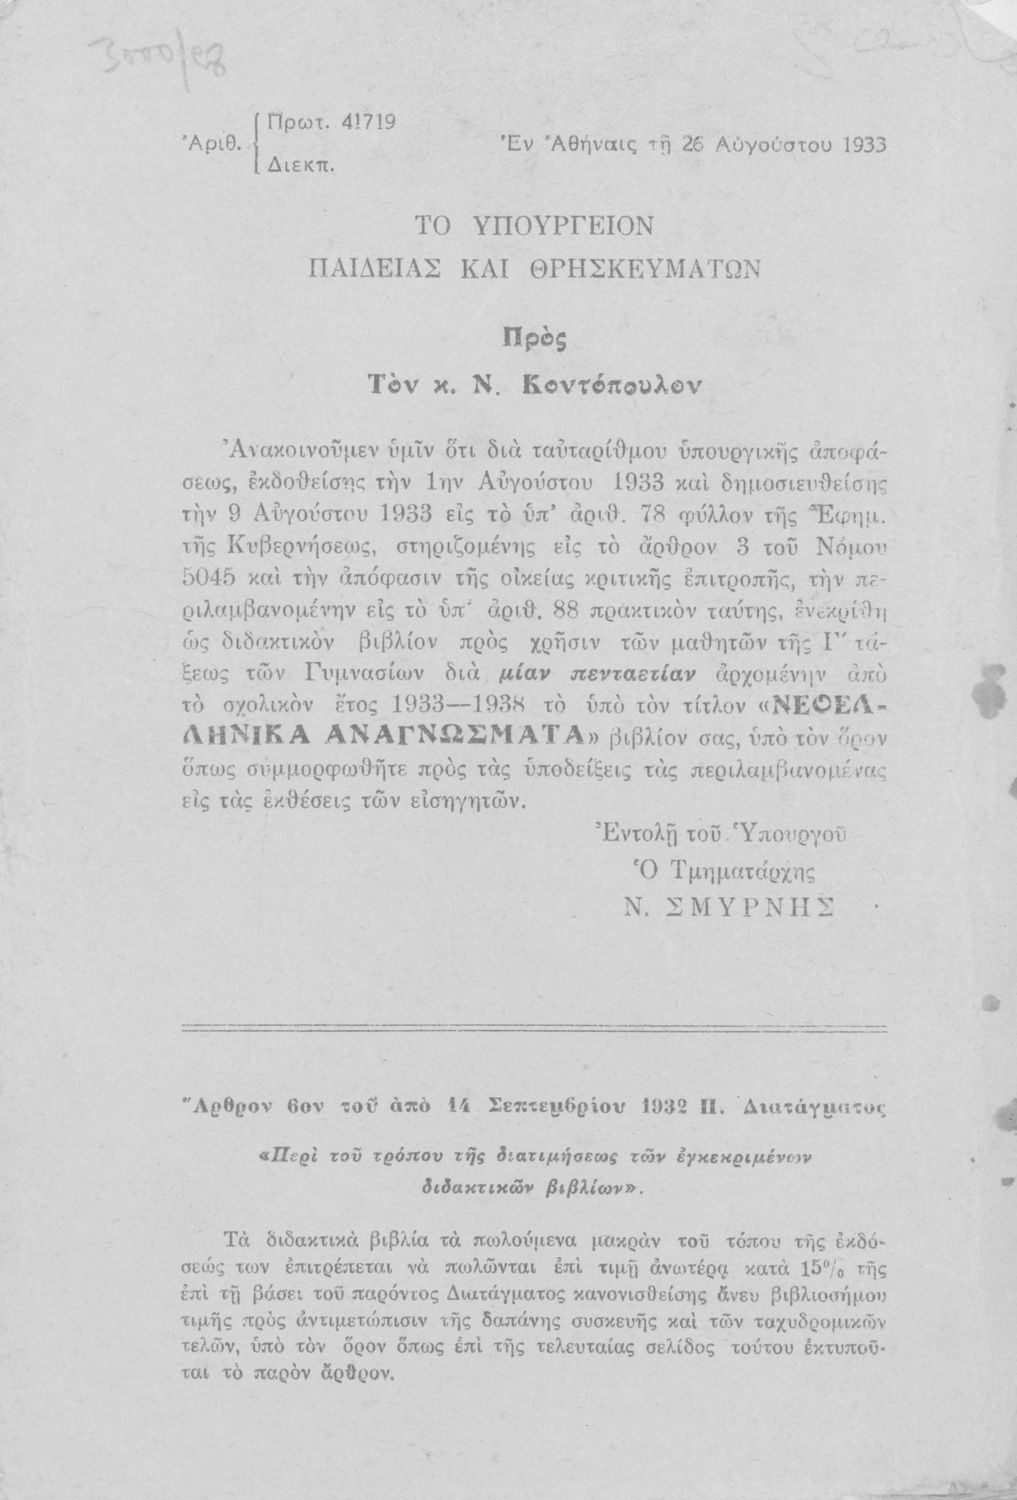 3000/28
Ἀριθ. { Πρωτ. 41719
Διεκπ.
Ἐν Ἀθήναις τῇ 26 Αὐγούστου 1933
ΤΟ ΥΠΟΥΡΓΕΙΟΝ
ΠΑΙΔΕΙΑΣ ΚΑΙ ΘΡΗΣΚΕΥΜΑΤΩΝ
Πρὸς
Τὸν κ. Ν. Κοντόπουλον
Ἀνακοινοῦμεν ὑμῖν ὅτι διὰ ταὐταρίθμου ὑπουργικῆς ἀποφά-
σεως, ἐκδοθείσης τὴν 1ην Αὐγούστου 1933 καὶ δημοσιευθείσης
τὴν 9 Αὐγούστου 1933 εἰς τὸ ὑπ' ἀριθ. 78 φύλλον τῆς Ἐφημ.
τῆς Κυβερνήσεως, στηριζομένης εἰς τὸ ἄρθρον 3 τοῦ Νόμου
5045 καὶ τὴν ἀπόφασιν τῆς οἰκείας κριτικῆς ἐπιτροπῆς, τὴν πε-
ριλαμβανομένην εἰς τὸ ὑπ' ἀριθ. 88 πρακτικὸν ταύτης, ἐνεκρίθη
ὡς διδακτικὸν βιβλίον πρὸς χρῆσιν τῶν μαθητῶν τῆς Γ' τά-
ξεως τῶν Γυμνασίων διὰ μίαν πενταετίαν ἀρχομένην ἀπὸ
τὸ σχολικὸν ἔτος 1933—1938 τὸ ὑπὸ τὸν τίτλον «ΝΕΟΕΛ-
ΛΗΝΙΚΑ ΑΝΑΓΝΩΣΜΑΤΑ» βιβλίον σας, ὑπὸ τὸν ὅρον
ὅπως συμμορφωθῆτε πρὸς τὰς ὑποδείξεις τὰς περιλαμβανομένας
εἰς τὰς ἐκθέσεις τῶν εἰσηγητῶν.
Ἐντολῇ τοῦ Ὑπουργοῦ
Ὁ Τμηματάρχης
Ν. ΣΜΥΡΝΗΣ
Ἄρθρον 6ον τοῦ ἀπὸ 14 Σεπτεμβρίου 1932 Π. Διατάγματος
«Περὶ τοῦ τρόπου τῆς διατιμήσεως τῶν ἐγκεκριμένων
διδακτικῶν βιβλίων».
Τὰ διδακτικὰ βιβλία τὰ πωλούμενα μακρὰν τοῦ τόπου τῆς ἐκδό-
σεώς των ἐπιτρέπεται νὰ πωλῶνται ἐπὶ τιμῇ ἀνωτέρᾳ κατὰ 15% τῆς
ἐπὶ τῇ βάσει τοῦ παρόντος Διατάγματος κανονισθείσης ἄνευ βιβλιοσήμου
τιμῆς πρὸς ἀντιμετώπισιν τῆς δαπάνης συσκευῆς καὶ τῶν ταχυδρομικῶν
τελῶν, ὑπὸ τὸν ὅρον ὅπως ἐπὶ τῆς τελευταίας σελίδος τούτου ἐκτυποῦ-
ται τὸ παρὸν ἄρθρον.